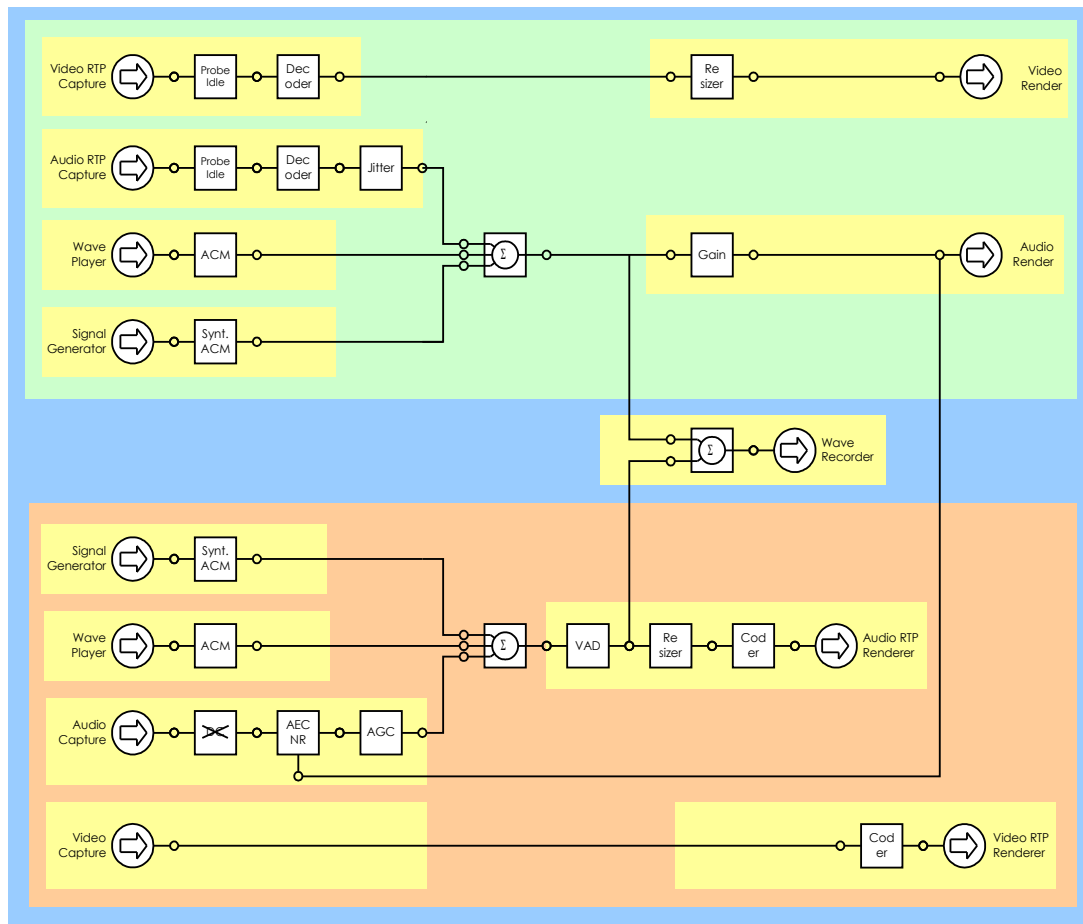 Video RTP
Capture
Probe
Idle
Dec
oder
Re
sizer
Video
Render
Audio RTP
Capture
Probe
Idle
Dec
oder
Jitter
Wave
Player
ACM
Σ
Gain
Audio
Render
Signal
Generator
Synt.
ACM
Σ
Wave
Recorder
Signal
Generator
Synt.
ACM
Wave
Player
ACM
Σ
VAD
Re
sizer
Cod
er
Audio RTP
Renderer
Audio
Capture
DC
AEC
NR
AGC
Video
Capture
Cod
er
Video RTP
Renderer